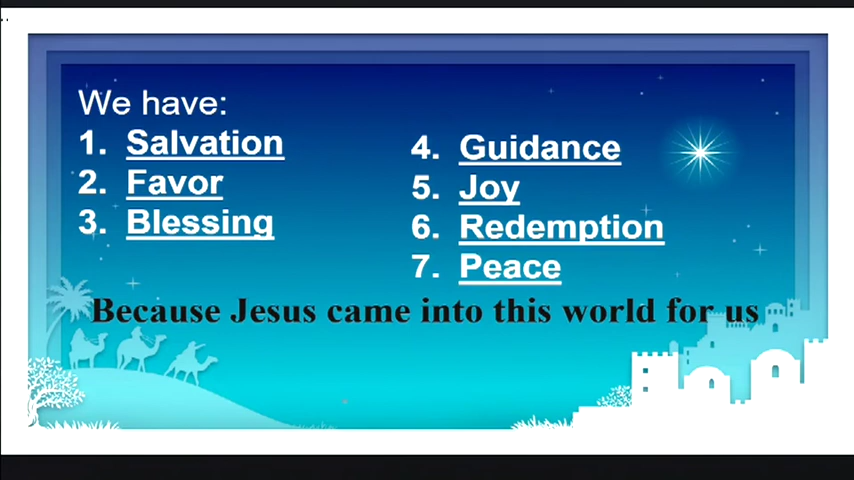 We have:
1. Salvation
2. Favor
3. Blessing
4. Guidance
5. Joy
6. Redemption
7. Peace
Because Jesus came into this world for us